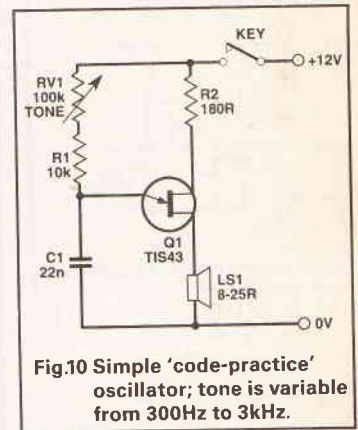 KEY
+12V
RV1
100k
TONE
R2
180R
R1
10k
Q1
TIS43
C1
22n
LS1
8-25R
0V
Fig.10 Simple ‘code-practice’
oscillator; tone is variable
from 300Hz to 3kHz.